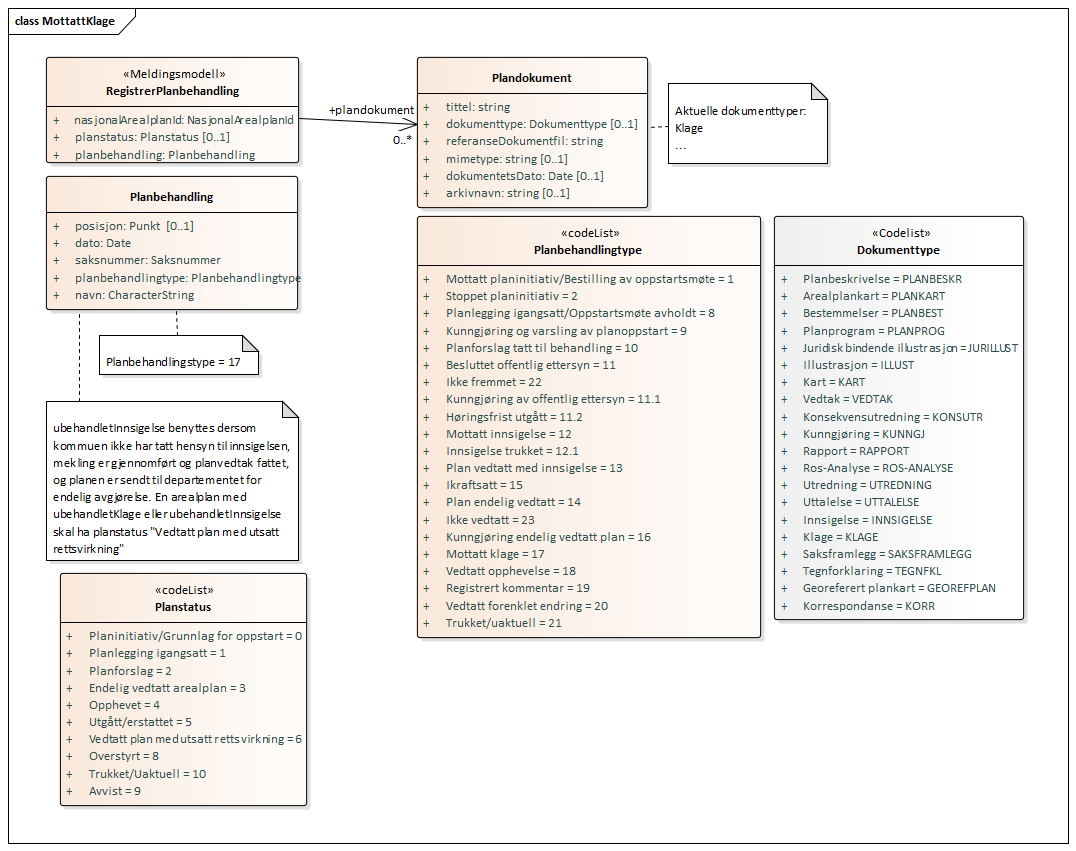 class MottattKlage
«Meldingsmodell»
RegistrerPlanbehandling
+ nasjonalArealplanId: NasjonalArealplanId
+ planstatus: Planstatus [0..1]
+ planbehandling: Planbehandling
+plandokument
0..*
Plandokument
+ tittel: string
+ dokumenttype: Dokumenttype [0..1]
+ referanseDokumentfil: string
+ mimetype: string [0..1]
+ dokumentetsDato: Date [0..1]
+ arkivnavn: string [0..1]
Aktuelle dokumenttyper:
Klage
...
Planbehandling
+ posisjon: Punkt [0..1]
+ dato: Date
+ saksnummer: Saksnummer
+ planbehandlingtype: Planbehandlingtype
+ navn: CharacterString
Planbehandlingstype = 17
ubehandletInnsigelse benyttes dersom
kommuen ikke har tatt hensyn til innsigelsen,
mekling er gjennomført og planvedtak fattet,
og planen er sendt til departementet for
endelig avgjørelse. En arealplan med
ubehandletKlage eller ubehandletInnsigelse
skal ha planstatus "Vedtatt plan med utsatt
rettsvirkning"
«codeList»
Planstatus
+ Planinitiativ/Grunnlag for oppstart = 0
+ Planlegging igangsatt = 1
+ Planforslag = 2
+ Endelig vedtatt arealplan = 3
+ Opphevet = 4
+ Utgått/erstattet = 5
+ Vedtatt plan med utsatt rettsvirkning = 6
+ Overstyrt = 8
+ Trukket/Uaktuell = 10
+ Avvist = 9
«codeList»
Planbehandlingtype
+ Mottatt planinitiativ/Bestilling av oppstartsmøte = 1
+ Stoppet planinitiativ = 2
+ Planlegging igangsatt/Oppstartsmøte avholdt = 8
+ Kunngjøring og varsling av planoppstart = 9
+ Planforslag tatt til behandling = 10
+ Besluttet offentlig ettersyn = 11
+ Ikke fremmet = 22
+ Kunngjøring av offentlig ettersyn = 11.1
+ Høringsfrist utgått = 11.2
+ Mottatt innsigelse = 12
+ Innsigelse trukket = 12.1
+ Plan vedtatt med innsigelse = 13
+ Ikraftsatt = 15
+ Plan endelig vedtatt = 14
+ Ikke vedtatt = 23
+ Kunngjøring endelig vedtatt plan = 16
+ Mottatt klage = 17
+ Vedtatt opphevelse = 18
+ Registrert kommentar = 19
+ Vedtatt forenklet endring = 20
+ Trukket/uaktuell = 21
«Codelist»
Dokumenttype
+ Planbeskrivelse = PLANBESKR
+ Arealplankart = PLANKART
+ Bestemmelser = PLANBEST
+ Planprogram = PLANPROG
+ Juridisk bindende illustrasjon = JURILLUST
+ Illustrasjon = ILLUST
+ Kart = KART
+ Vedtak = VEDTAK
+ Konsekvensutredning = KONSUTR
+ Kunngjøring = KUNNGJ
+ Rapport = RAPPORT
+ Ros-Analyse = ROS-ANALYSE
+ Utredning = UTREDNING
+ Uttalelse = UTTALELSE
+ Innsigelse = INNSIGELSE
+ Klage = KLAGE
+ Saksframlegg = SAKSFRAMLEGG
+ Tegnforklaring = TEGNFKL
+ Georeferert plankart = GEOREFPLAN
+ Korrespondanse = KORR